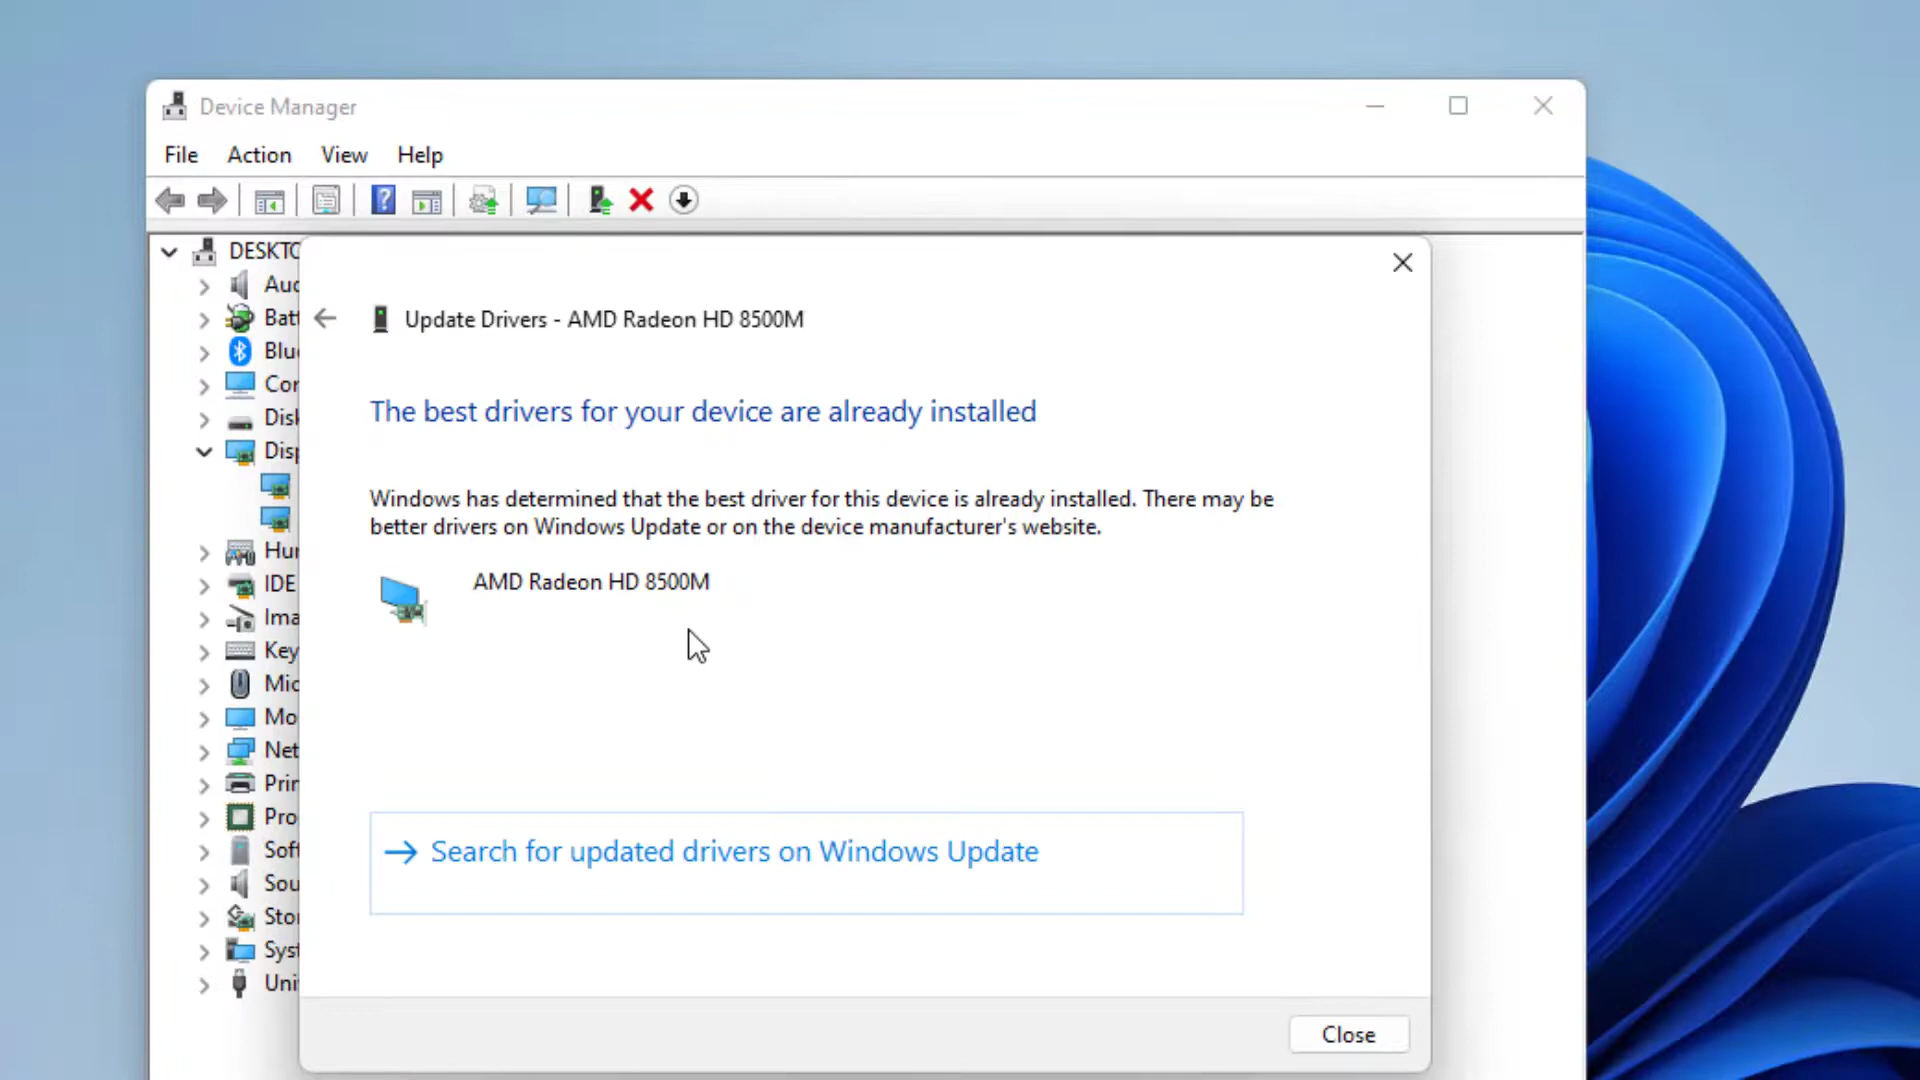 Device Manager
File Action View Help
DESKTO
Aud
Batt
Blu
Cor
Disk
Disp
Hur
IDE
Ima
Key
Mic
Mo
Net
Prin
Pro
Soft
Sou
Stor
Syst
Uni
Update Drivers - AMD Radeon HD 8500M
The best drivers for your device are already installed
Windows has determined that the best driver for this device is already installed. There may be
better drivers on Windows Update or on the device manufacturer's website.
AMD Radeon HD 8500M
Search for updated drivers on Windows Update
Close